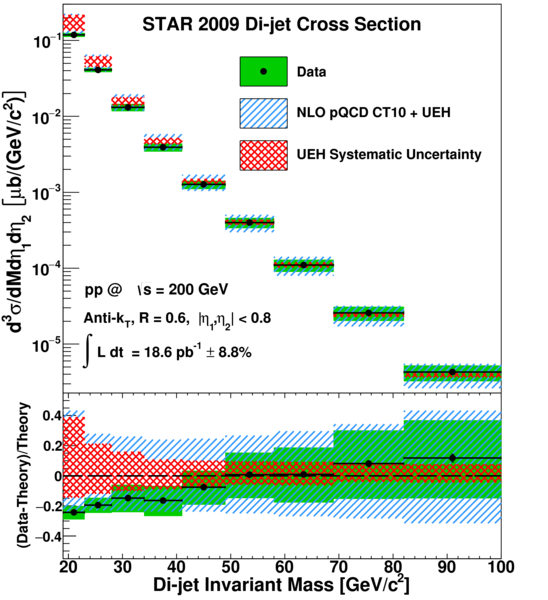 STAR 2009 Di-jet Cross Section
Data
NLO pQCD CT10 + UEH
UEH Systematic Uncertainty
d³σ/dMdη₁dη₂ [μb/(GeV/c²)]
10⁻¹
10⁻²
10⁻³
10⁻⁴
10⁻⁵
pp @ \s = 200 GeV
Anti-k_T, R = 0.6, |η₁,η₂| < 0.8
∫ L dt = 18.6 pb⁻¹ ± 8.8%
(Data-Theory)/Theory
0.4
0.2
0
−0.2
−0.4
20 30 40 50 60 70 80 90 100
Di-jet Invariant Mass [GeV/c²]